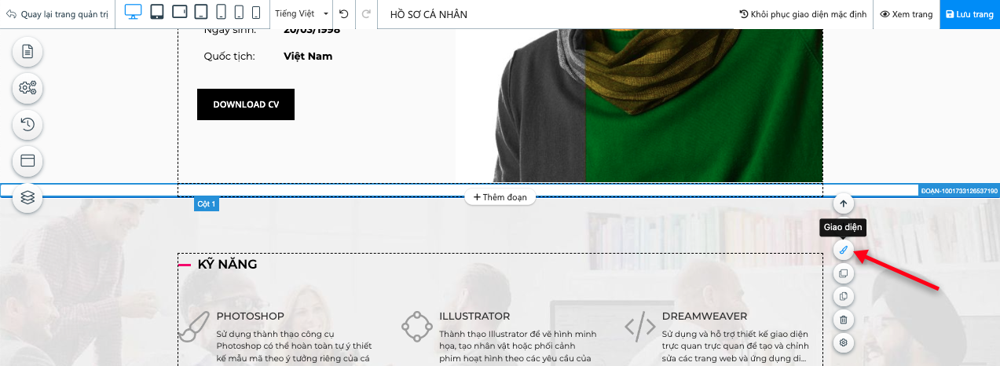 Quay lại trang quản trị
Tiếng Việt
HỒ SƠ CÁ NHÂN
Khôi phục giao diện mặc định
Xem trang
Lưu trang
Ngày sinh:
20/03/1998
Quốc tịch:
Việt Nam
DOWNLOAD CV
ĐOẠN-1001733126537190
Thêm đoạn
Cột 1
Giao diện
KỸ NĂNG
PHOTOSHOP
Sử dụng thành thạo công cụ
Photoshop có thể hoàn toàn tự ý thiết
kế mẫu mã theo ý tưởng riêng của cá
ILLUSTRATOR
Thành thạo Illustrator để vẽ hình minh
họa, tạo nhân vật hoặc phối cảnh
phim hoạt hình theo các yêu cầu của
DREAMWEAVER
Sử dụng và hỗ trợ thiết kế giao diện
trực quan trực quan để tạo và chỉnh
sửa các trang web và ứng dụng di...